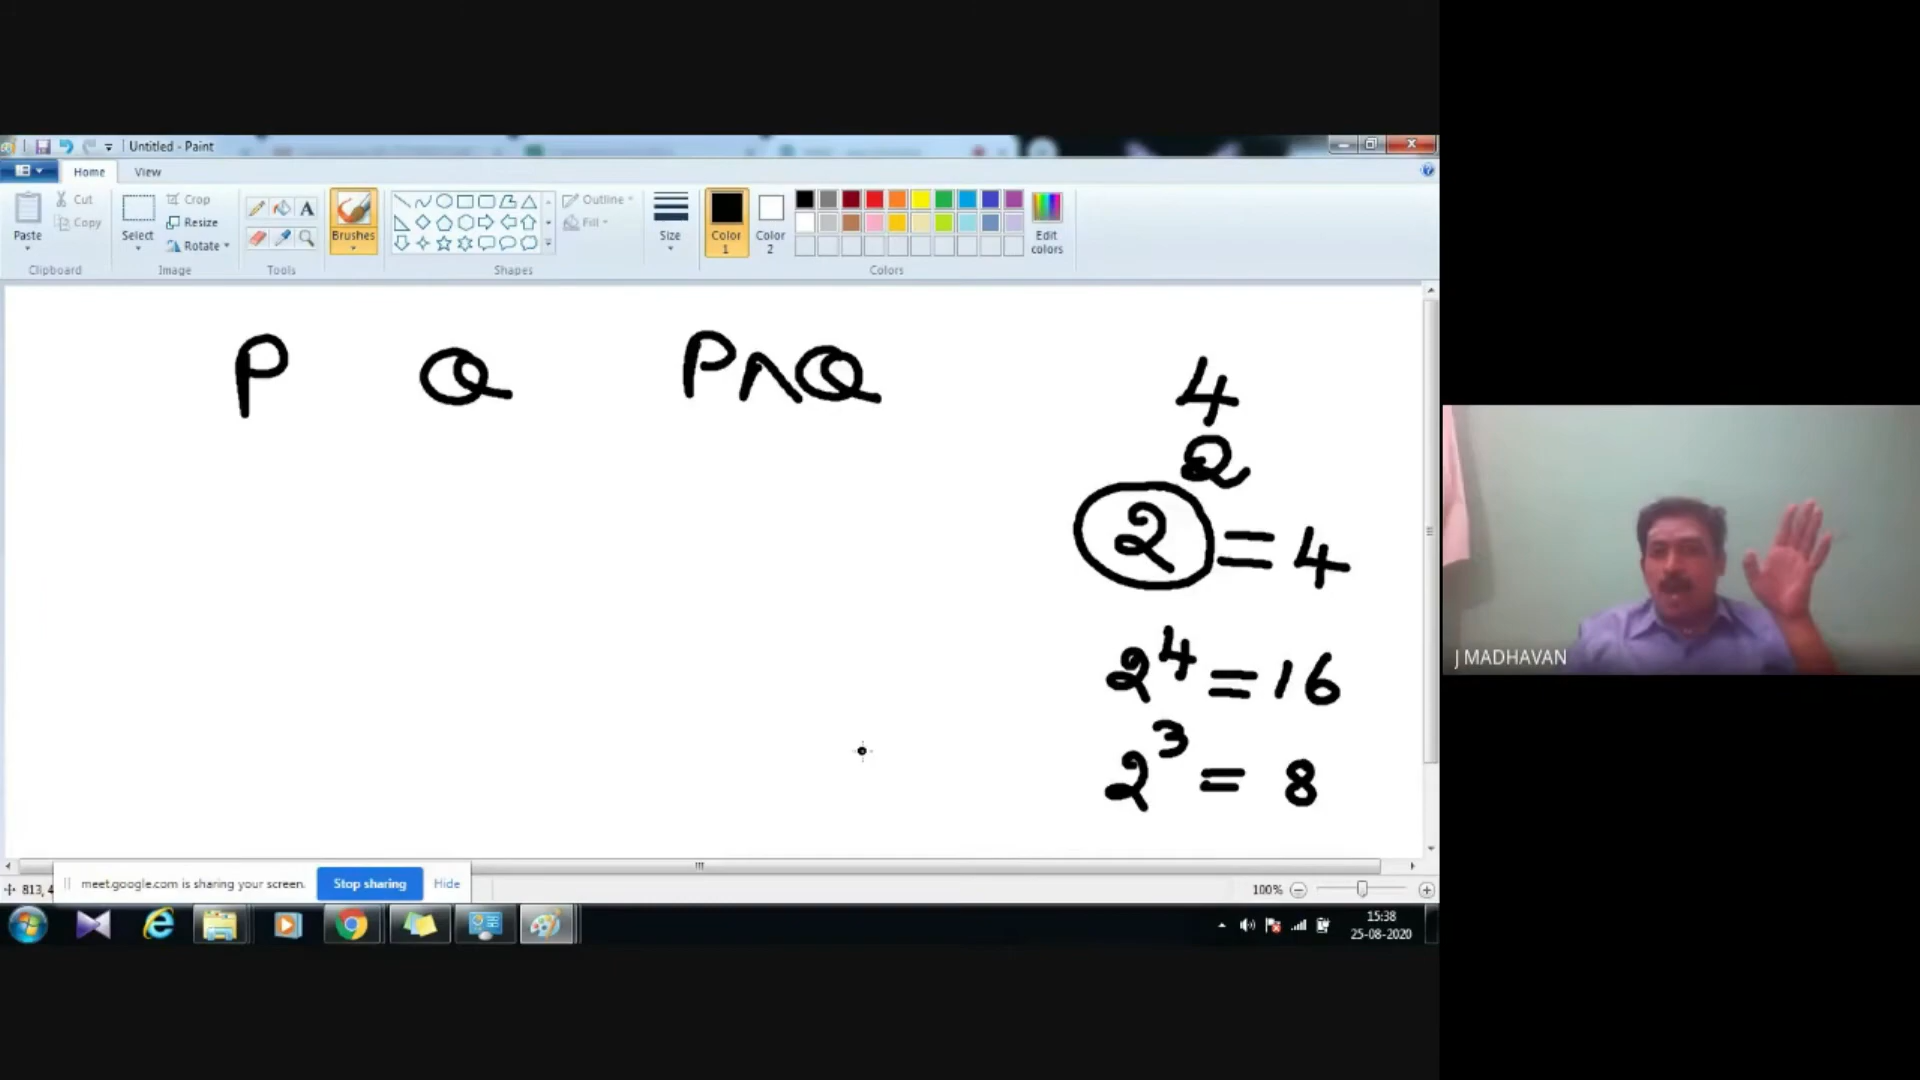 Untitled - Paint
Home View
Cut
Copy
Paste
Clipboard
Select
Crop
Resize
Rotate
Image
A
Tools
Brushes
Outline
Fill
Shapes
Size
Color 1
Color 2
Edit colors
Colors
P Q P∧Q
4
2
2 = 4
2⁴ = 16
2³ = 8
J MADHAVAN
813, 4
meet.google.com is sharing your screen. Stop sharing Hide
100%
15:38
25-08-2020